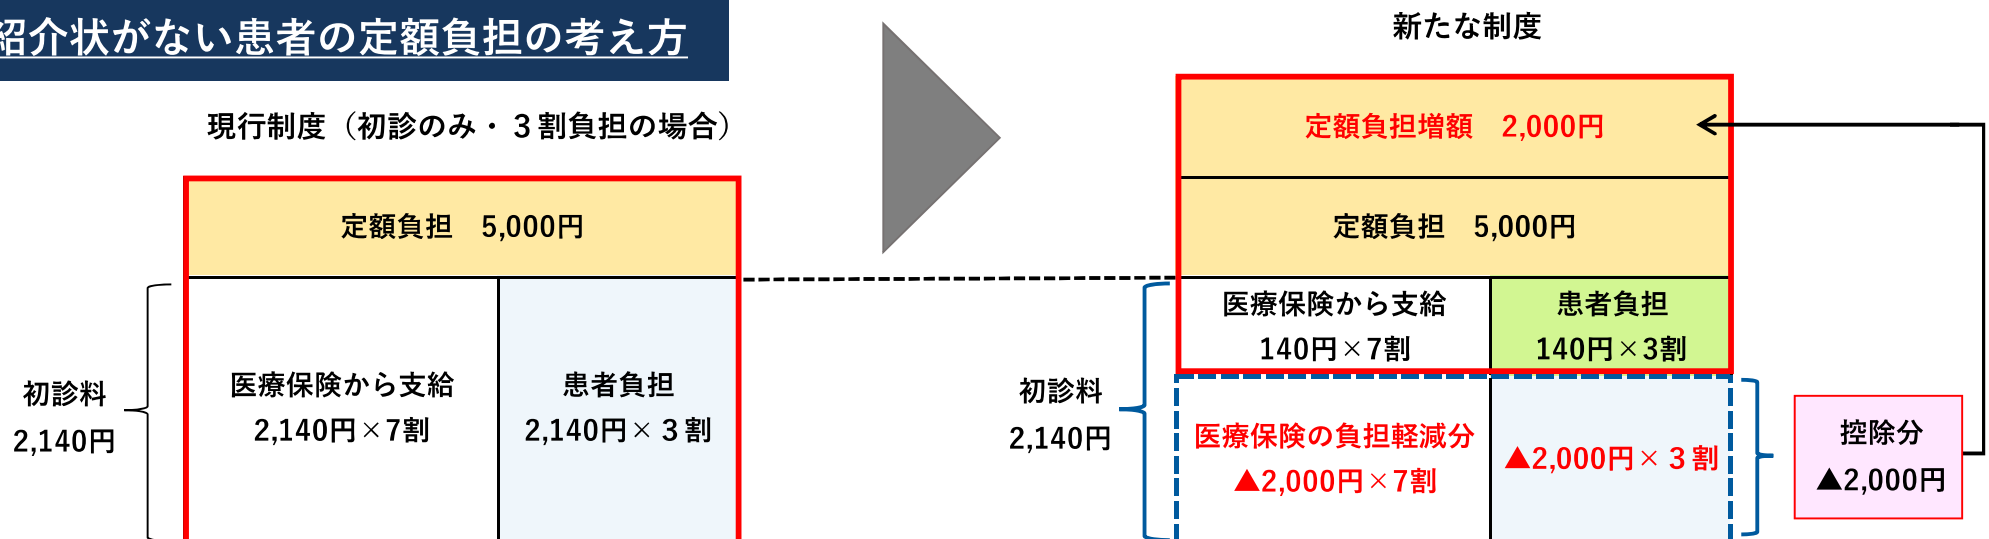 紹介状がない患者の定額負担の考え方
現行制度（初診のみ・３割負担の場合）
定額負担　5,000円
初診料
2,140円
医療保険から支給
2,140円×7割
患者負担
2,140円×３割
新たな制度
定額負担増額　2,000円
定額負担　5,000円
初診料
2,140円
医療保険から支給
140円×7割
患者負担
140円×3割
医療保険の負担軽減分
▲2,000円×7割
▲2,000円×３割
控除分
▲2,000円